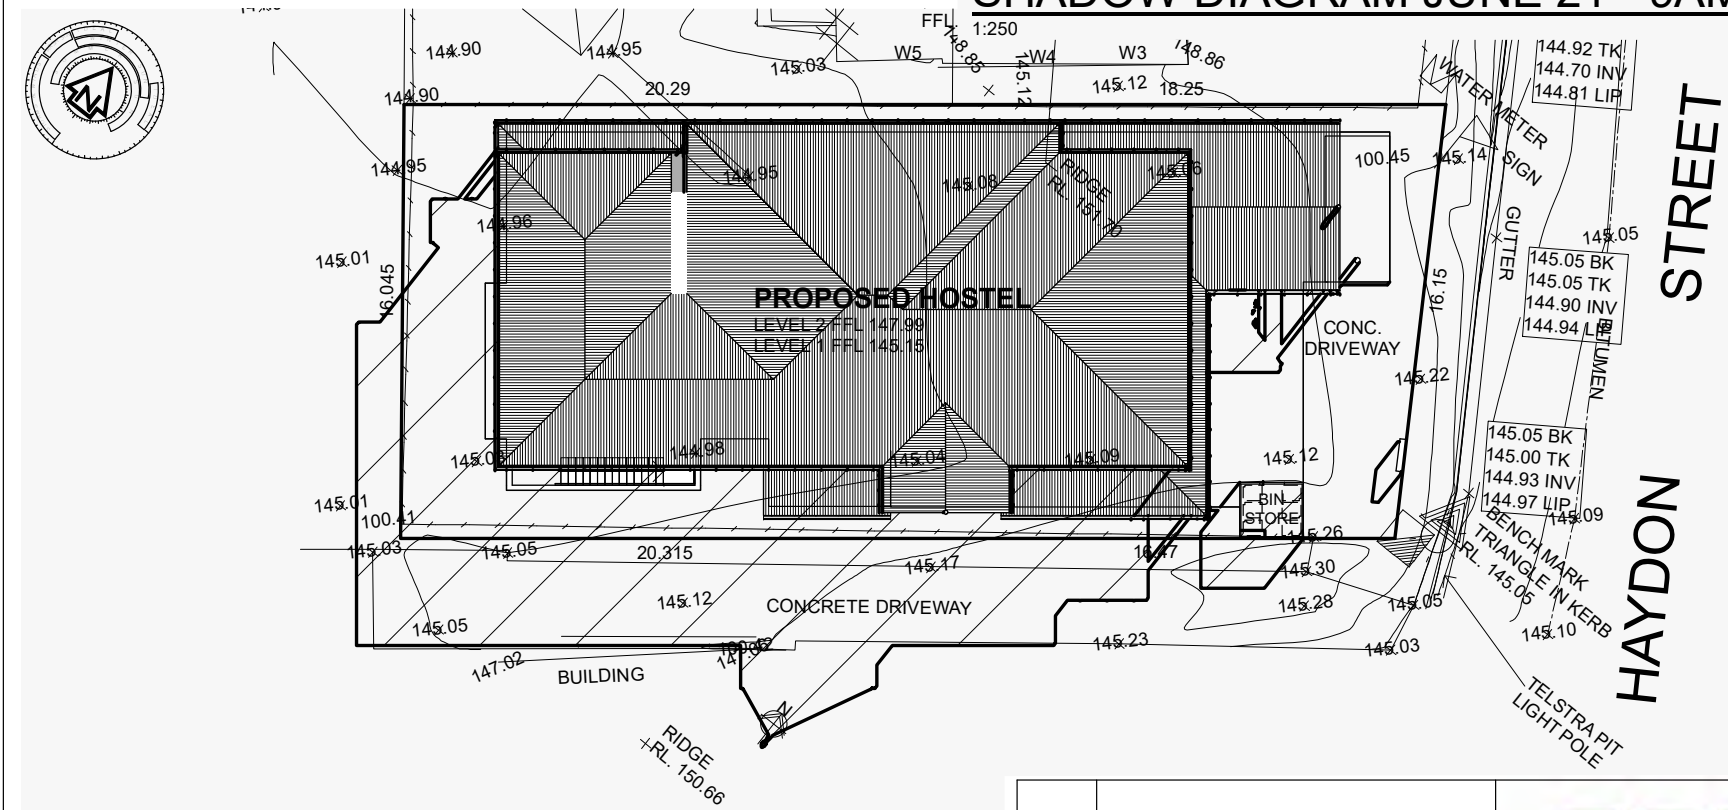 SHADOW DIAGRAM JUNE 21 - 9AM
1:250
FFL.
148.85
W5
W4
W3
148.86
144.90
144.95
145.03
145.12
145.12
144.90
20.29
18.25
144.92 TK
144.70 INV
144.81 LIP
WATER METER
SIGN
STREET
144.95
144.95
145.08
RIDGE
RL. 151.70
145.06
100.45
145.14
144.96
GUTTER
145.05
145.01
16.045
145.05 BK
145.05 TK
144.90 INV
144.94 LIP
16.15
PROPOSED HOSTEL
LEVEL 2 FFL 147.99
LEVEL 1 FFL 145.15
CONC.
DRIVEWAY
BITUMEN
145.22
145.05 BK
145.00 TK
144.93 INV
144.97 LIP
144.98
145.04
145.09
145.12
145.01
100.41
BIN
STORE
145.09
145.26
145.03
145.05
20.315
16.47
145.17
145.30
BENCH MARK
TRIANGLE IN KERB
RL. 145.05
HAYDON
145.12
CONCRETE DRIVEWAY
145.28
145.05
145.05
145.23
145.03
145.10
147.02
BUILDING
N
RIDGE
RL. 150.66
TELSTRA PIT
LIGHT POLE